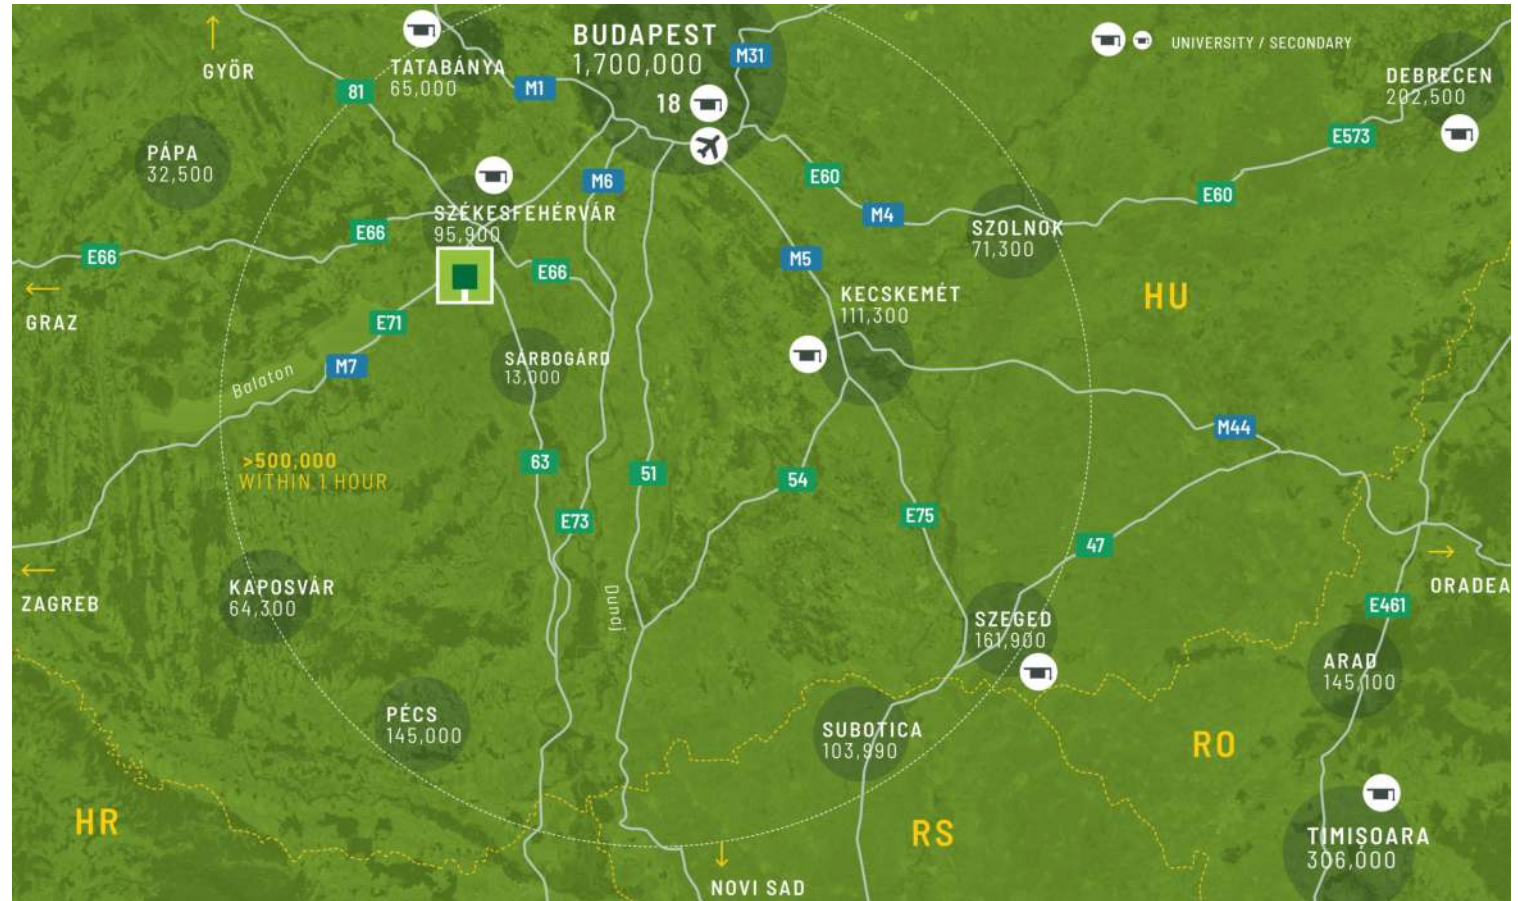 GYÖR
TATABÁNYA
65,000
BUDAPEST
1,700,000
18
M31
UNIVERSITY / SECONDARY
DEBRECEN
202,500
81
M1
E573
PÁPA
32,500
M6
E60
E60
M4
SZÉKESFEHÉRVÁR
95,900
E66
E66
E66
SZOLNOK
71,300
M5
GRAZ
E71
KECSKEMÉT
111,300
HU
M7
Balaton
SÁRBOGÁRD
13,000
>500,000
WITHIN 1 HOUR
63
51
54
M44
E73
E75
47
ZAGREB
KAPOSVÁR
64,300
Dunaj
SZEGED
161,900
ORADEA
E461
ARAD
145,100
PÉCS
145,000
SUBOTICA
103,990
RO
HR
RS
TIMIȘOARA
306,000
NOVI SAD